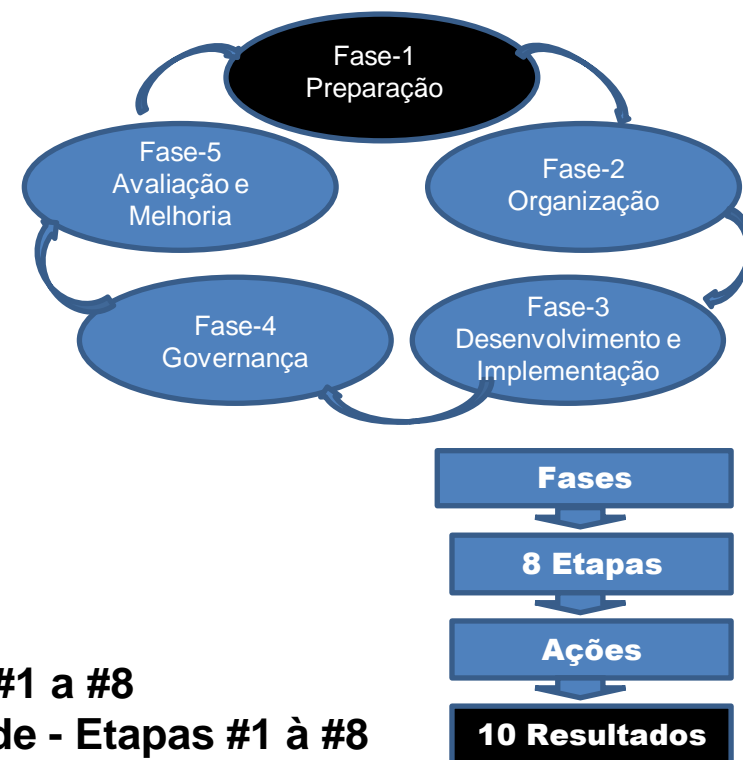 Fase-1
Preparação
Fase-5
Avaliação e
Melhoria
Fase-2
Organização
Fase-4
Governança
Fase-3
Desenvolvimento e
Implementação
Fases
8 Etapas
Ações
10 Resultados
#1 a #8
de - Etapas #1 à #8